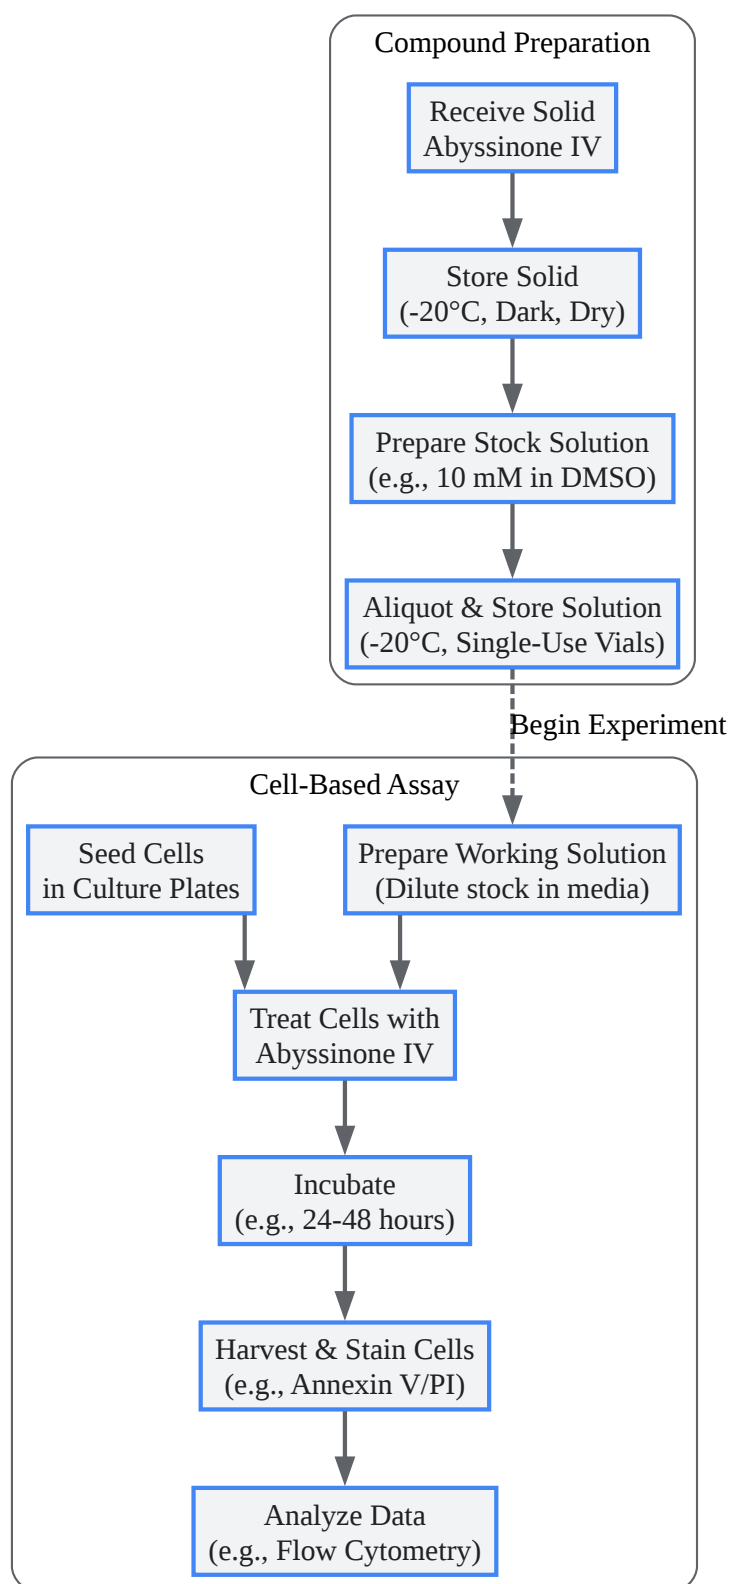 Compound Preparation
Receive Solid
Abyssinone IV
Store Solid
(-20°C, Dark, Dry)
Prepare Stock Solution
(e.g., 10 mM in DMSO)
Aliquot & Store Solution
(-20°C, Single-Use Vials)
Begin Experiment
Cell-Based Assay
Seed Cells
in Culture Plates
Prepare Working Solution
(Dilute stock in media)
Treat Cells with
Abyssinone IV
Incubate
(e.g., 24-48 hours)
Harvest & Stain Cells
(e.g., Annexin V/PI)
Analyze Data
(e.g., Flow Cytometry)